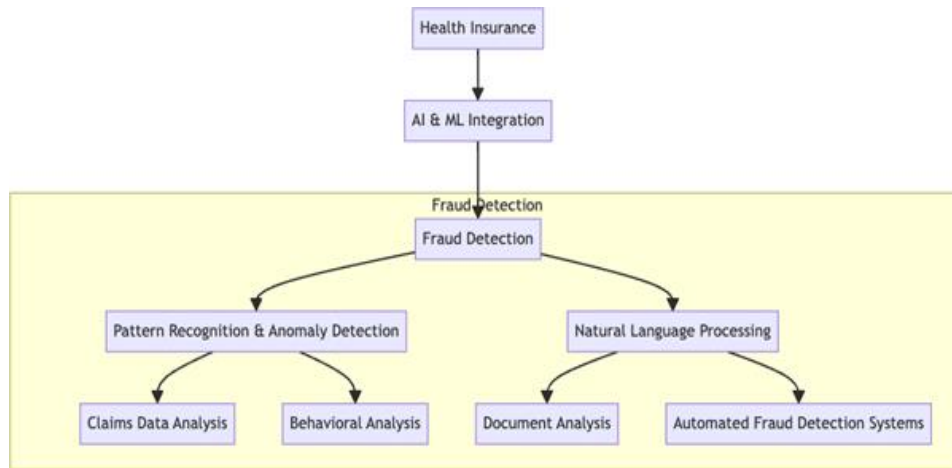 Health Insurance
AI & ML Integration
Fraud Detection
Fraud Detection
Pattern Recognition & Anomaly Detection
Natural Language Processing
Claims Data Analysis
Behavioral Analysis
Document Analysis
Automated Fraud Detection Systems